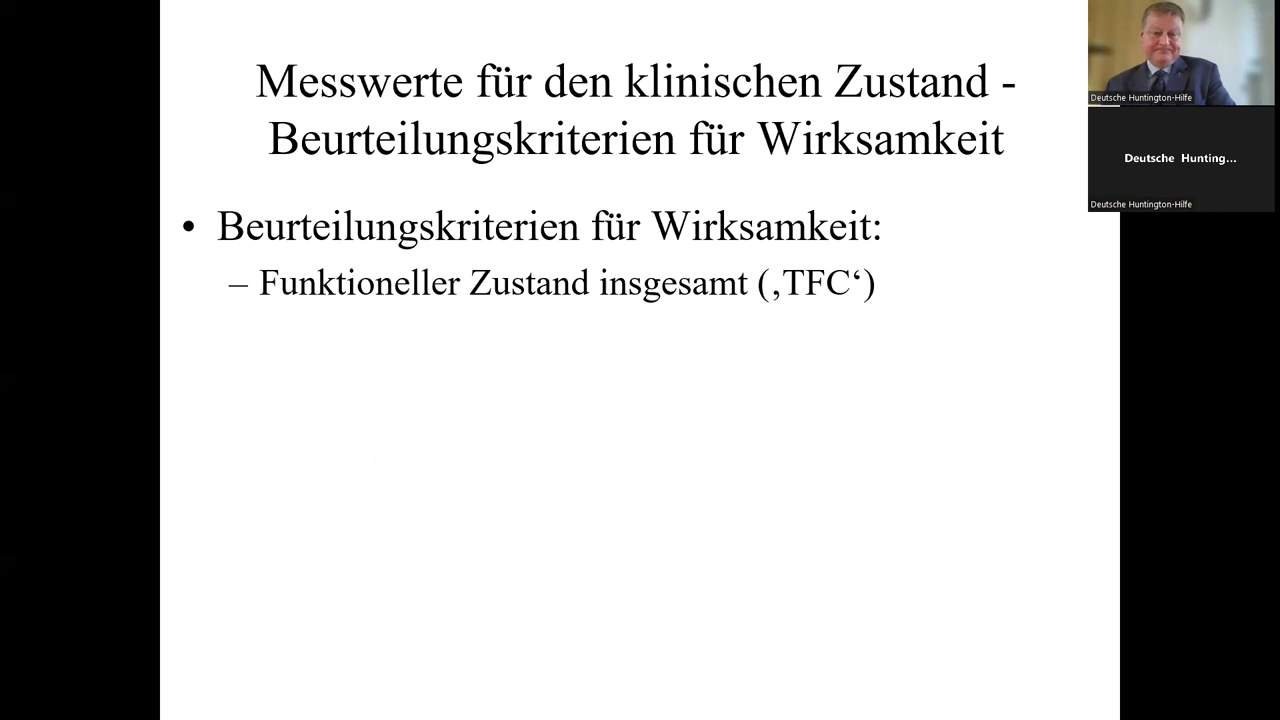 Messwerte für den klinischen Zustand -
Beurteilungskriterien für Wirksamkeit
• Beurteilungskriterien für Wirksamkeit:
– Funktioneller Zustand insgesamt (‚TFC‘)
Deutsche Huntington-Hilfe
Deutsche Hunting...
Deutsche Huntington-Hilfe